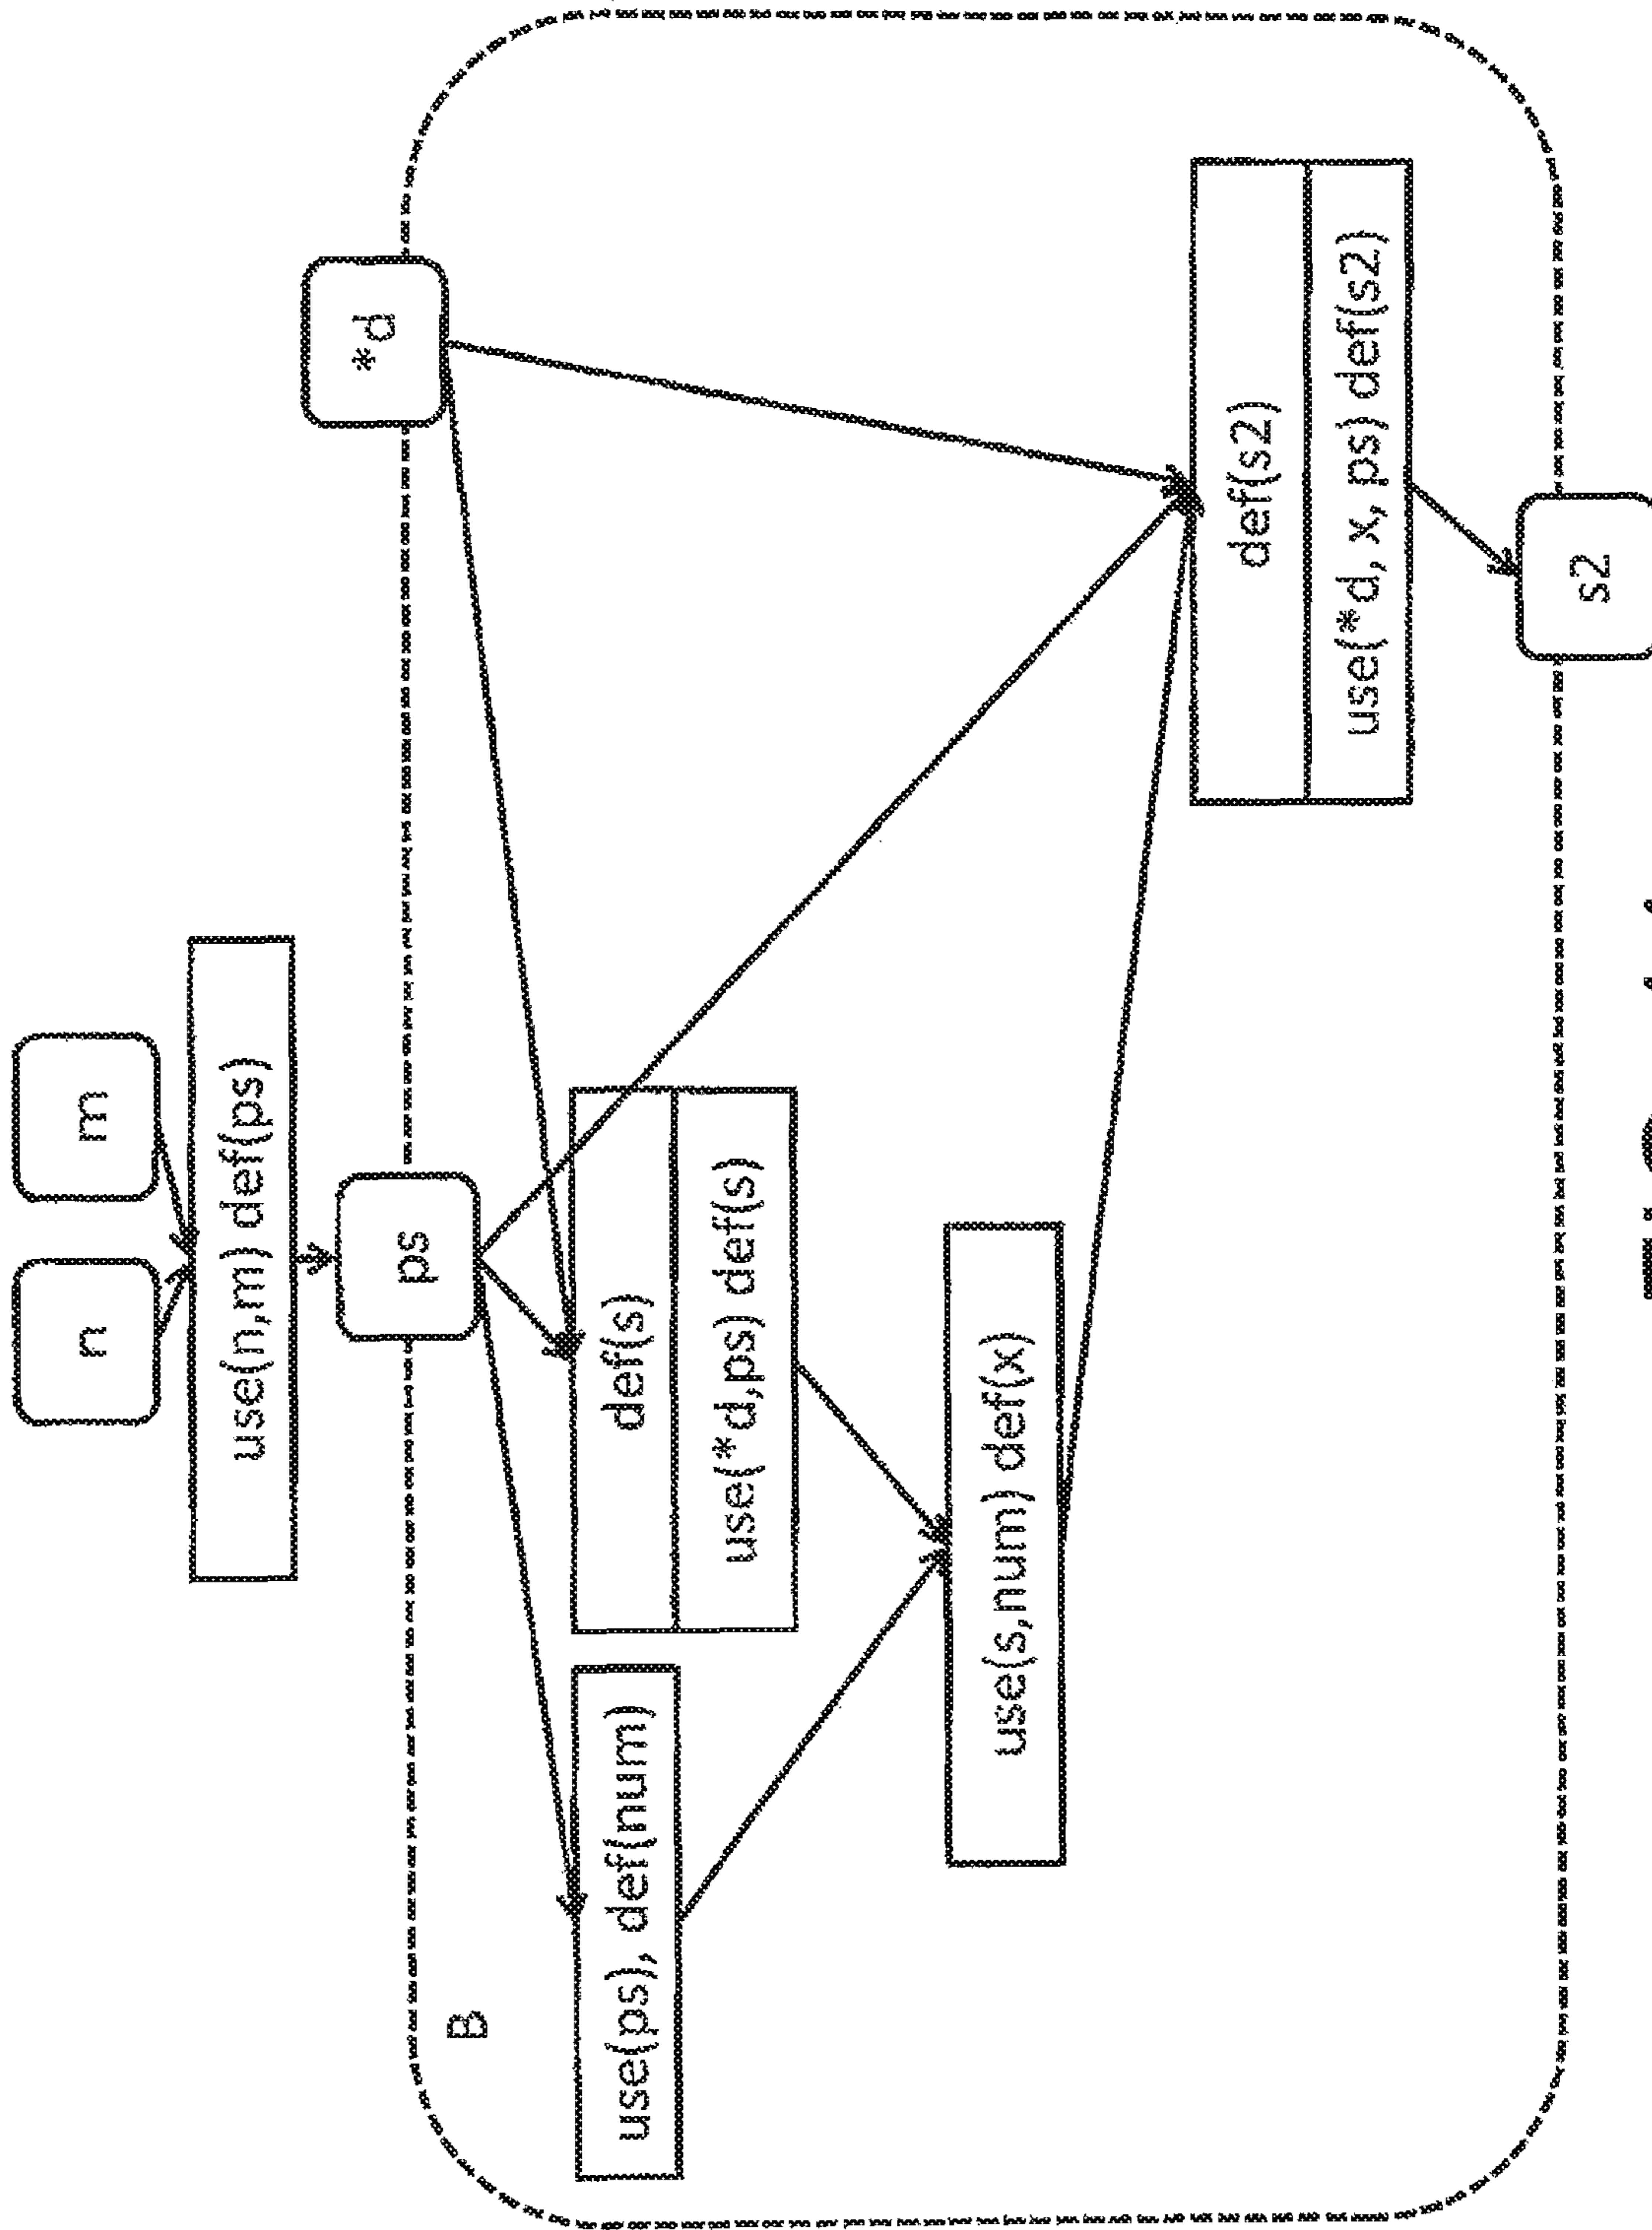 n
m
use(n,m) def(ps)
ps
*d
B
use(ps), def(num)
def(s)
use(*d,ps) def(s)
use(s,num) def(x)
def(s2)
use(*d, x, ps) def(s2)
s2